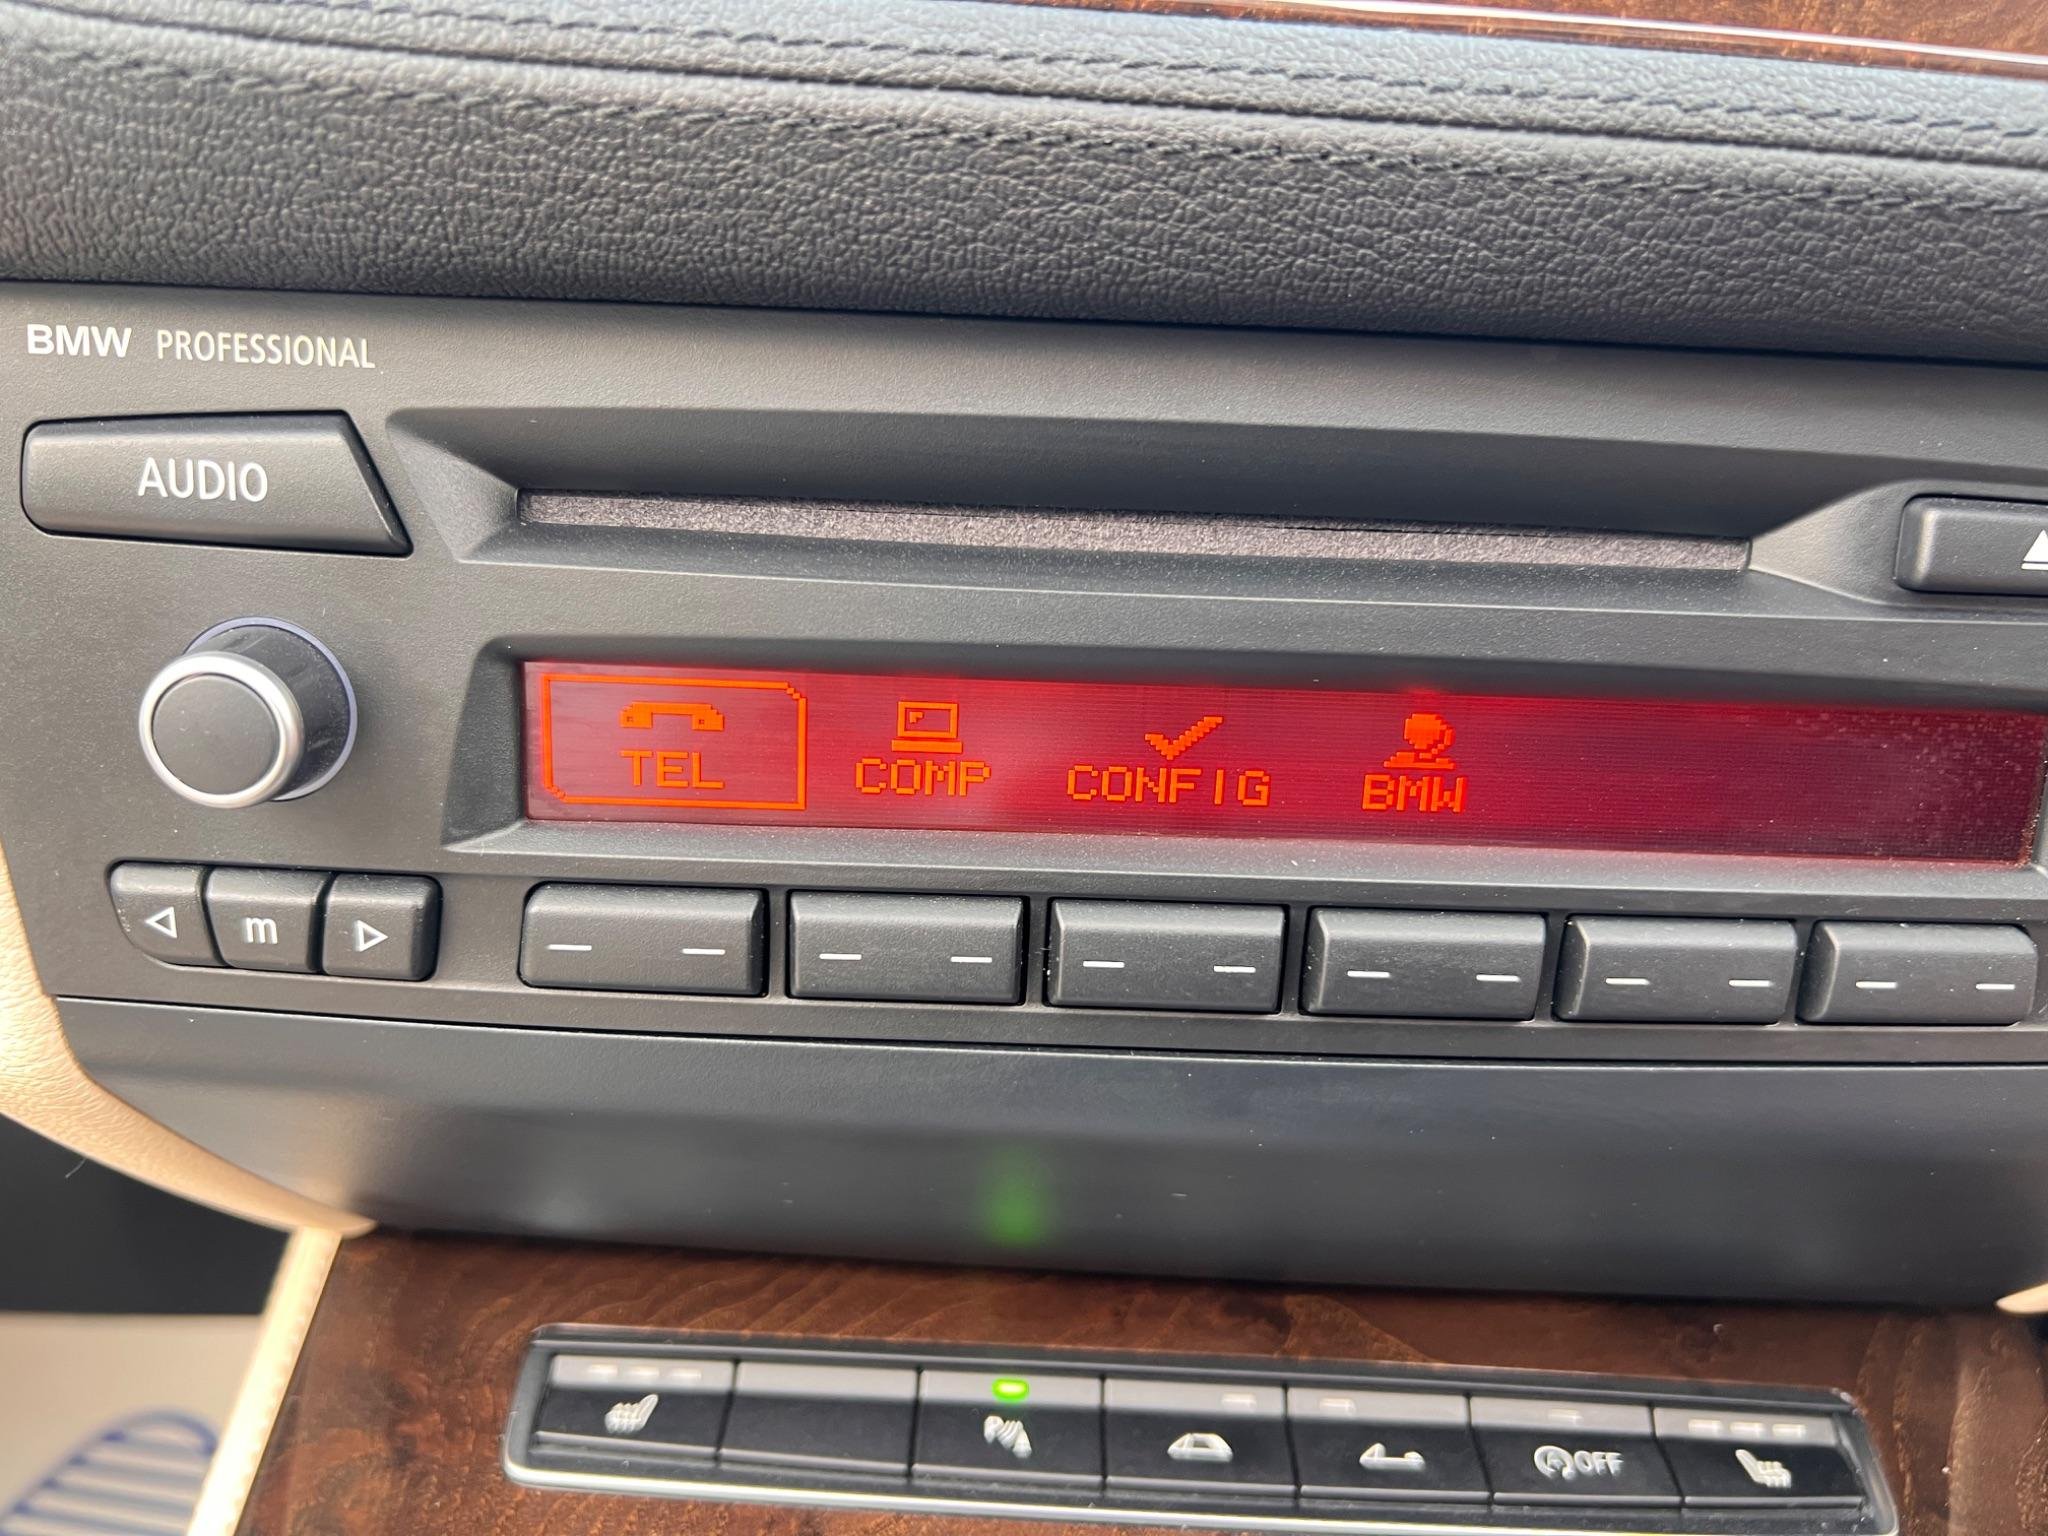 BMW PROFESSIONAL
AUDIO
TEL COMP CONFIG BMW
m
P
OFF